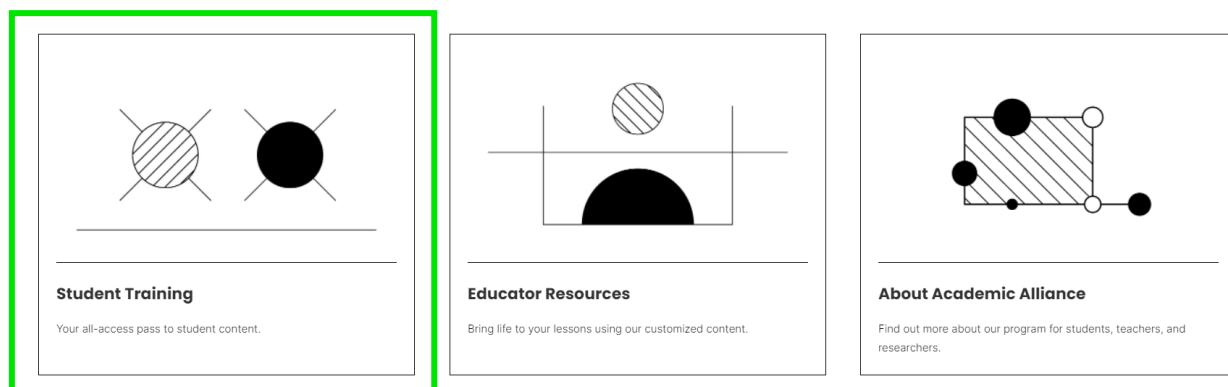 Student Training
Your all-access pass to student content.
Educator Resources
Bring life to your lessons using our customized content.
About Academic Alliance
Find out more about our program for students, teachers, and
researchers.